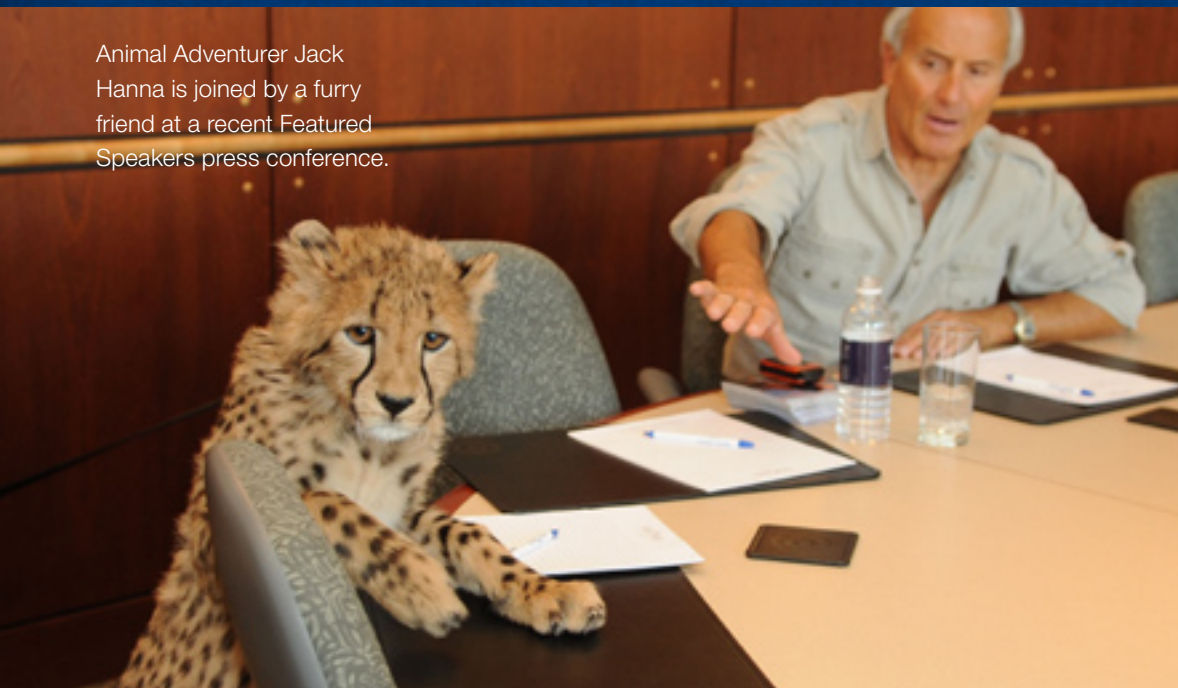 Animal Adventurer Jack
Hanna is joined by a furry
friend at a recent Featured
Speakers press conference.